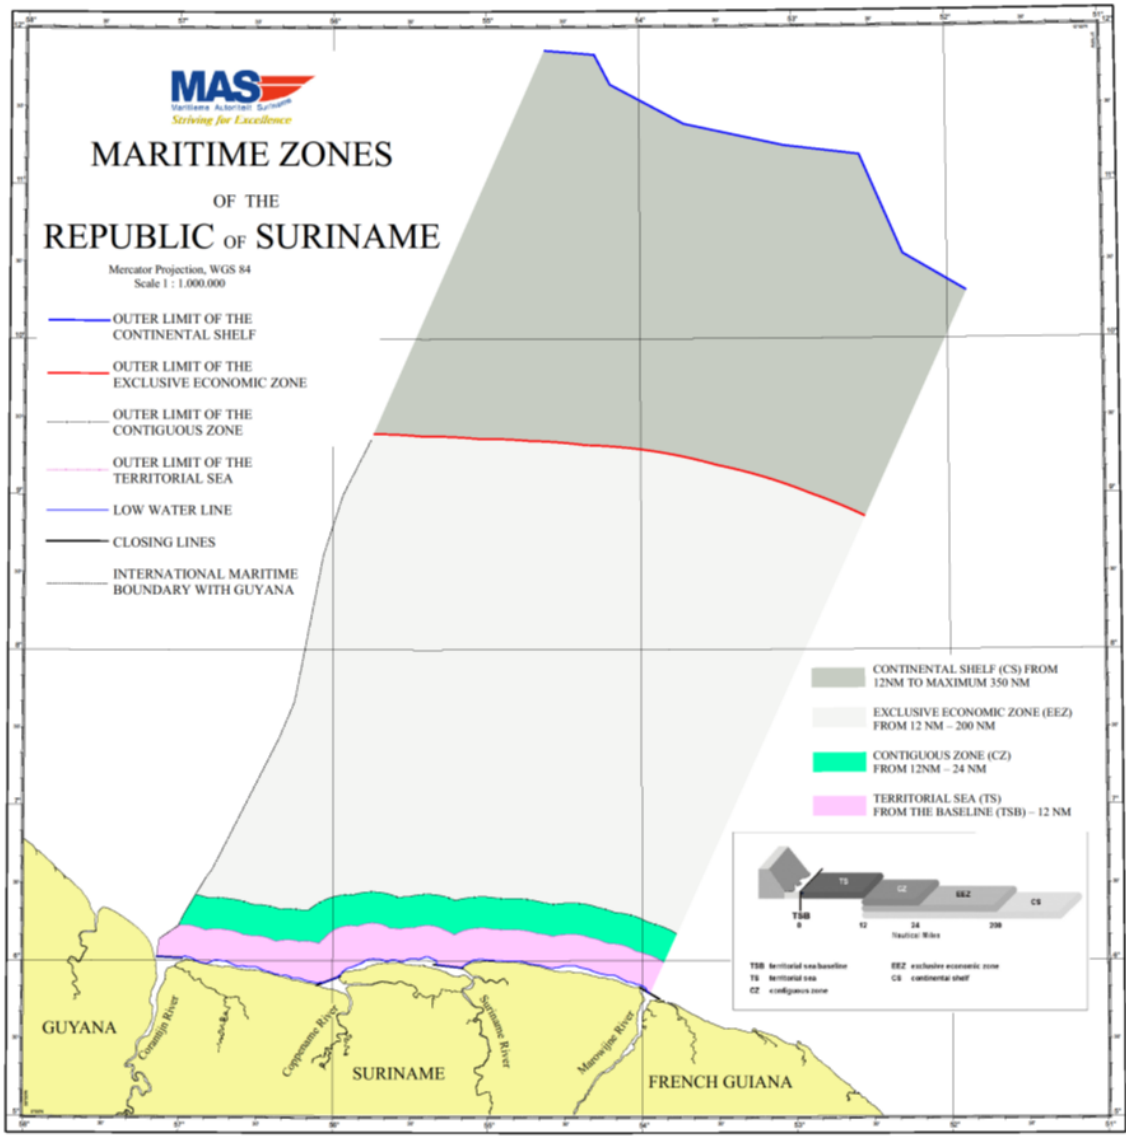 MAS
Maritieme Autoriteit Suriname
Striving for Excellence
MARITIME ZONES
OF THE
REPUBLIC OF SURINAME
Mercator Projection, WGS 84
Scale 1 : 1.000.000
OUTER LIMIT OF THE
CONTINENTAL SHELF
OUTER LIMIT OF THE
EXCLUSIVE ECONOMIC ZONE
OUTER LIMIT OF THE
CONTIGUOUS ZONE
OUTER LIMIT OF THE
TERRITORIAL SEA
LOW WATER LINE
CLOSING LINES
INTERNATIONAL MARITIME
BOUNDARY WITH GUYANA
CONTINENTAL SHELF (CS) FROM
12NM TO MAXIMUM 350 NM
EXCLUSIVE ECONOMIC ZONE (EEZ)
FROM 12 NM – 200 NM
CONTIGUOUS ZONE (CZ)
FROM 12NM – 24 NM
TERRITORIAL SEA (TS)
FROM THE BASELINE (TSB) – 12 NM
TS
CZ
EEZ
CS
TSB
0 12 24 200
Nautical Miles
TSB territorial sea baseline
TS territorial sea
CZ contiguous zone
EEZ exclusive economic zone
CS continental shelf
GUYANA
Corantijn River
Coppename River
SURINAME
Suriname River
Marowijne River
FRENCH GUIANA